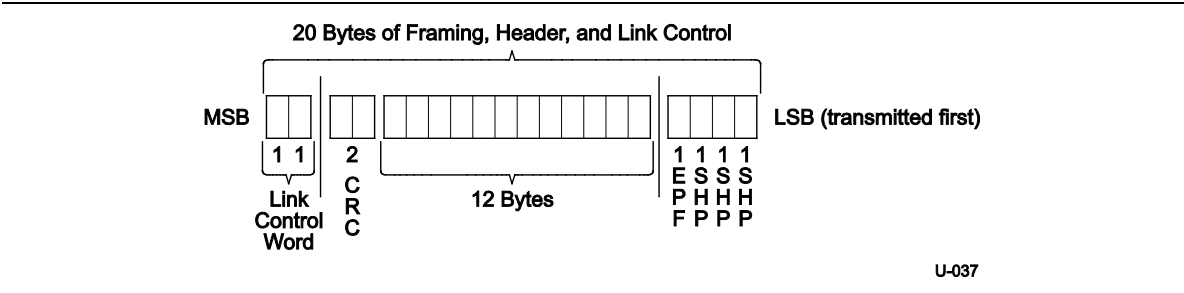 20 Bytes of Framing, Header, and Link Control
MSB
LSB (transmitted first)
1 1
2
1 1 1 1
Link
Control
Word
C
R
C
12 Bytes
E S S S
P H H H
F P P P
U-037